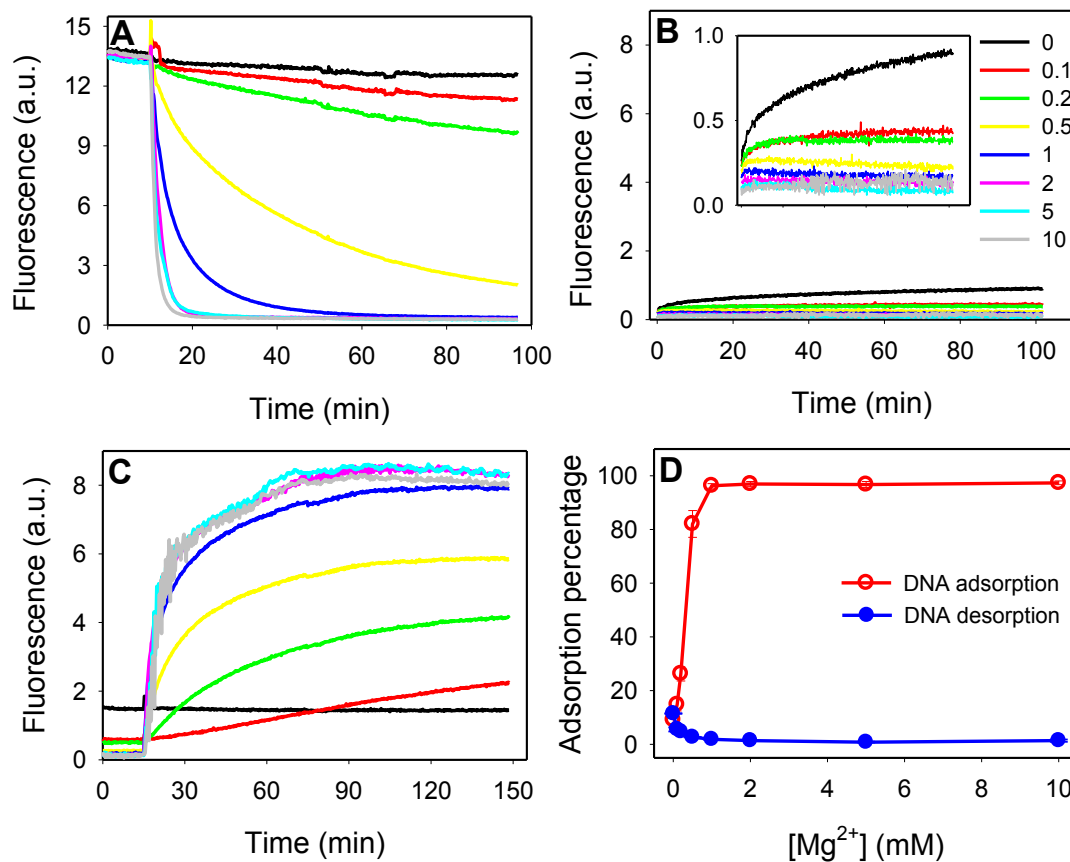 A
Fluorescence (a.u.)
15
12
9
6
3
0
0 20 40 60 80 100
Time (min)
B
Fluorescence (a.u.)
8
6
4
2
0
1.0
0.5
0.0
0 20 40 60 80 100
Time (min)
0
0.1
0.2
0.5
1
2
5
10
C
Fluorescence (a.u.)
8
6
4
2
0
0 30 60 90 120 150
Time (min)
D
Adsorption percentage
100
80
60
40
20
0
DNA adsorption
DNA desorption
0 2 4 6 8 10
[Mg²⁺] (mM)